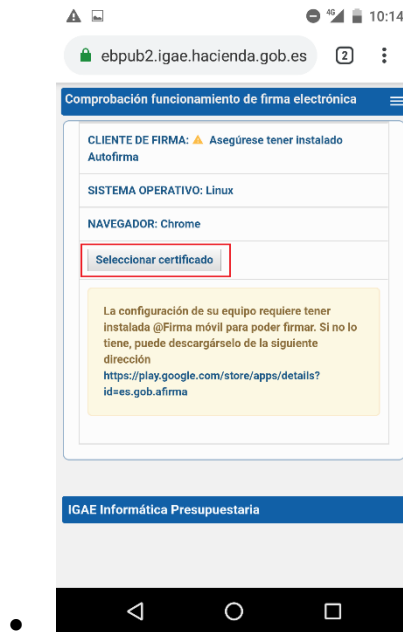 4G 10:14
ebpub2.igae.hacienda.gob.es 2
Comprobación funcionamiento de firma electrónica
CLIENTE DE FIRMA: Asegúrese tener instalado
Autofirma
SISTEMA OPERATIVO: Linux
NAVEGADOR: Chrome
Seleccionar certificado
La configuración de su equipo requiere tener
instalada @Firma móvil para poder firmar. Si no lo
tiene, puede descargárselo de la siguiente
dirección
https://play.google.com/store/apps/details?
id=es.gob.afirma
IGAE Informática Presupuestaria